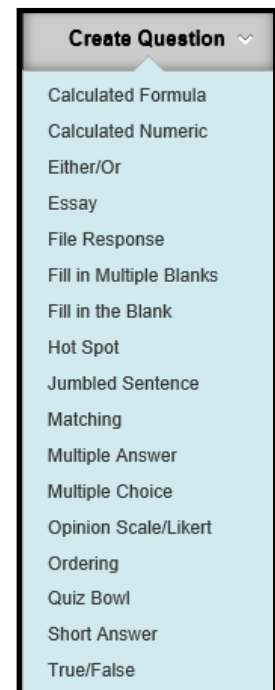 Create Question
Calculated Formula
Calculated Numeric
Either/Or
Essay
File Response
Fill in Multiple Blanks
Fill in the Blank
Hot Spot
Jumbled Sentence
Matching
Multiple Answer
Multiple Choice
Opinion Scale/Likert
Ordering
Quiz Bowl
Short Answer
True/False